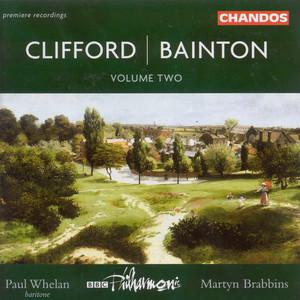 premiere recordings
CHANDOS
CLIFFORD | BAINTON
VOLUME TWO
Paul Whelan
baritone
BBC Philharmonic
Martyn Brabbins